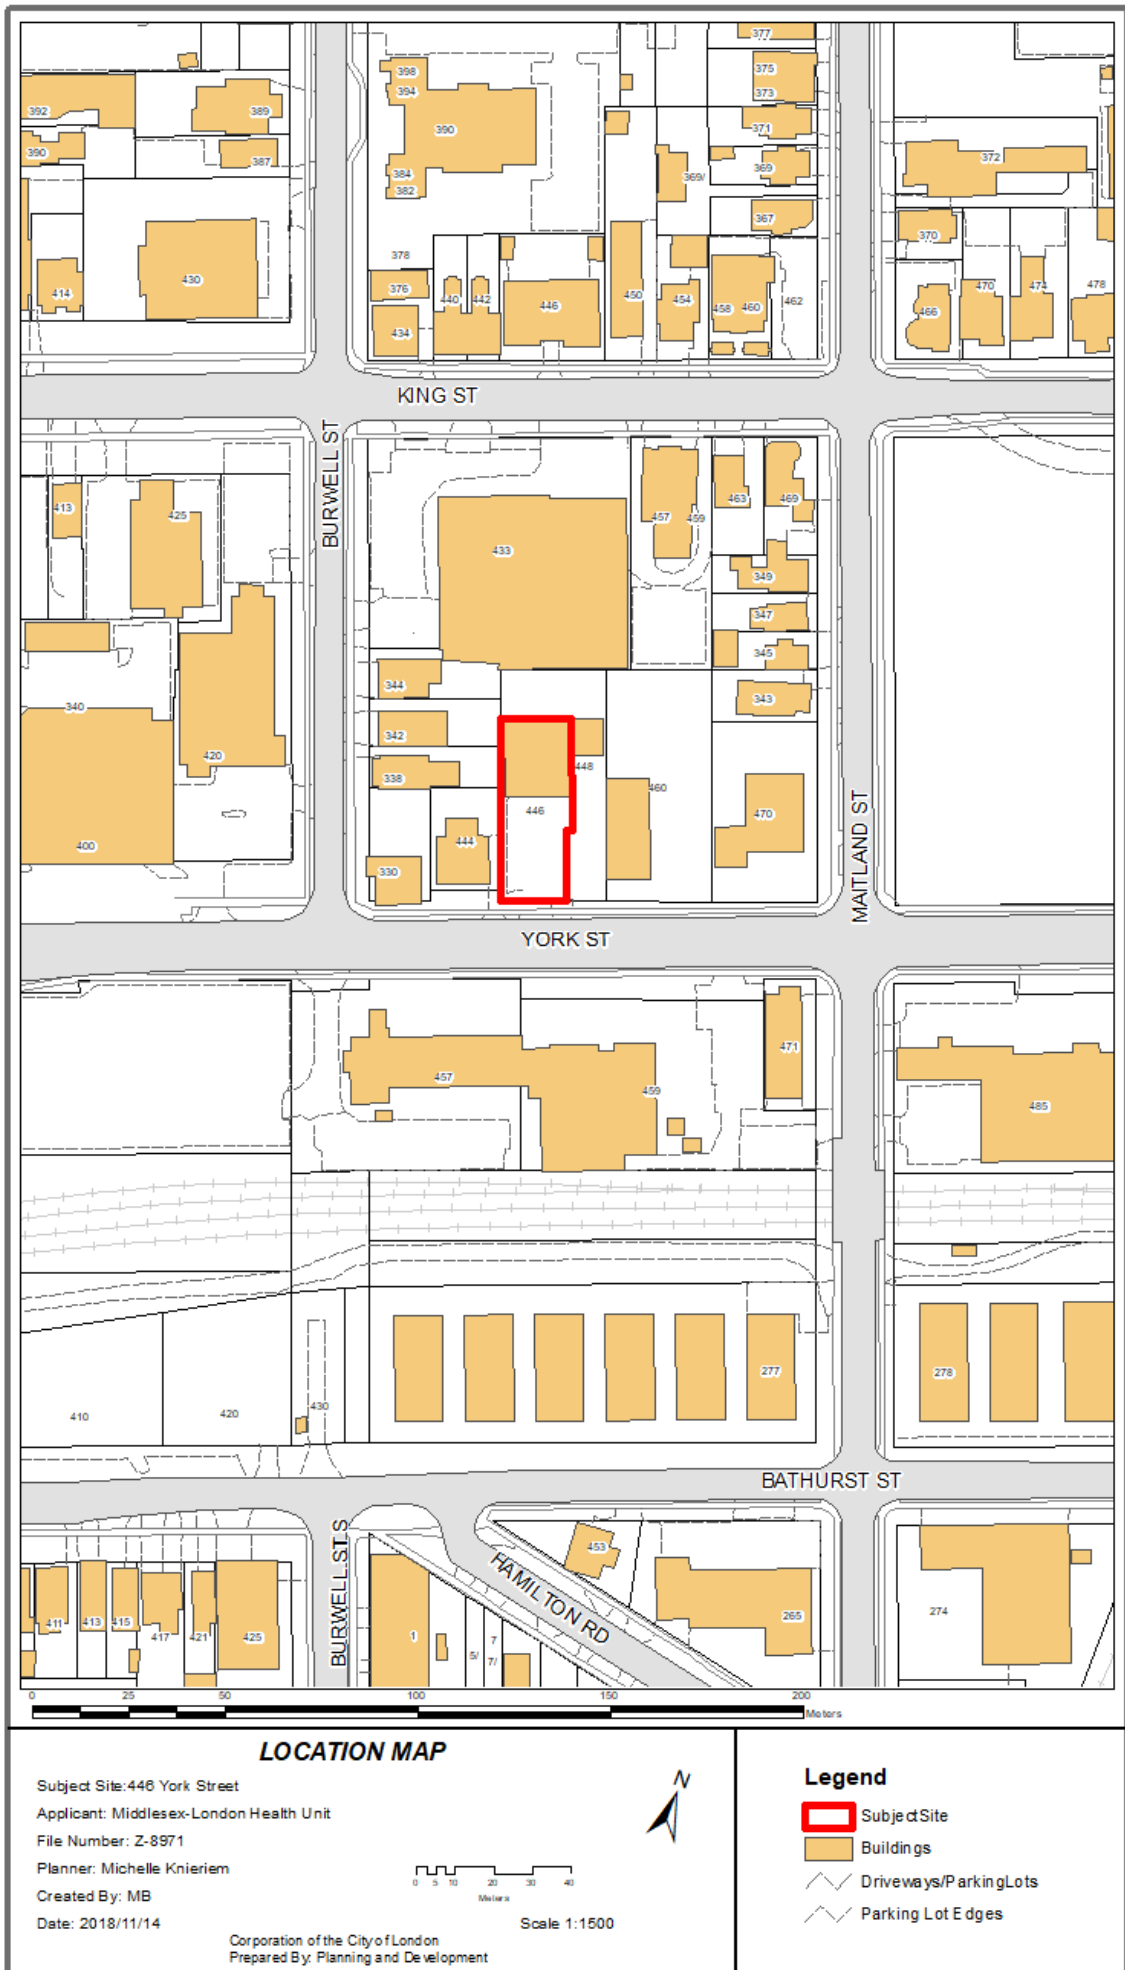 377
398
375
394
373
392
389
390
371
390
387
372
384
369
369/
382
367
370
378
430
414
376
440
442
446
450
454
458
460
462
470
474
478
466
434
KING ST
BURWELL ST
413
425
457
459
463
469
433
349
347
345
344
343
340
342
420
448
338
460
446
470
400
444
330
MAITLAND ST
YORK ST
471
457
459
485
277
278
430
410
420
BATHURST ST
BURWELL ST S
HAMILTON RD
453
411
413
415
417
421
425
1
5/
7
7/
265
274
0 25 50 100 150 200
Meters
LOCATION MAP
Subject Site: 446 York Street
Applicant: Middlesex-London Health Unit
File Number: Z-8971
Planner: Michelle Knieriem
Created By: MB
Date: 2018/11/14
N
0 5 10 20 30 40
Meters
Scale 1:1500
Corporation of the City of London
Prepared By: Planning and Development
Legend
Subject Site
Buildings
Driveways/Parking Lots
Parking Lot Edges